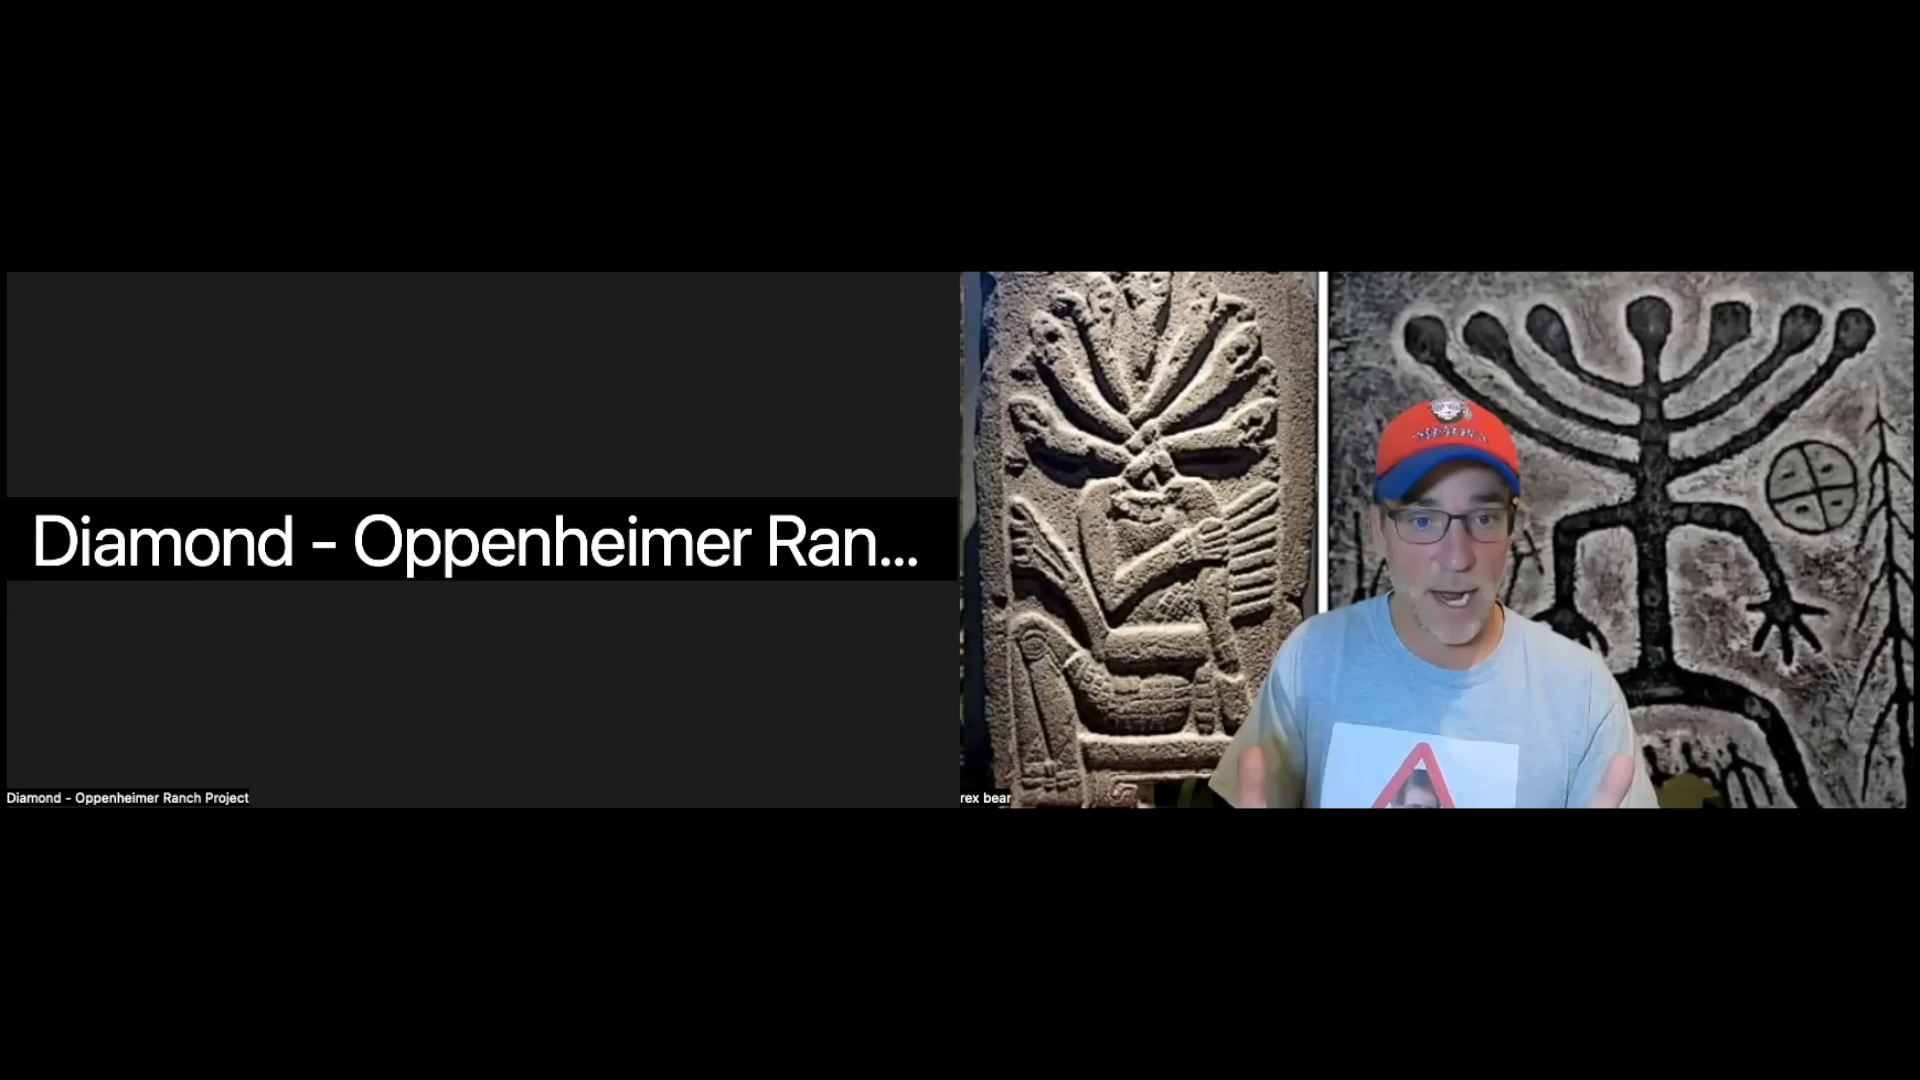 Diamond - Oppenheimer Ran...
Diamond - Oppenheimer Ranch Project
rex bear